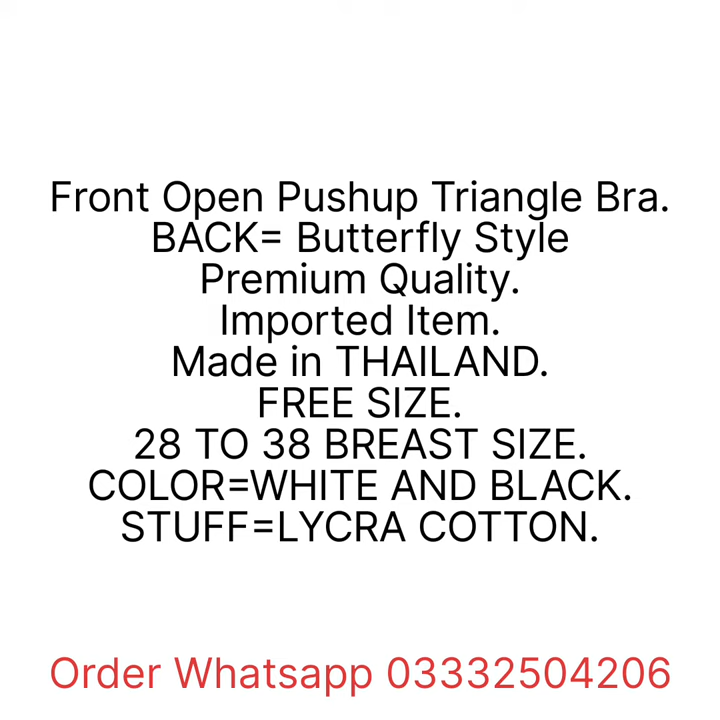 Front Open Pushup Triangle Bra.
BACK= Butterfly Style
Premium Quality.
Imported Item.
Made in THAILAND.
FREE SIZE.
28 TO 38 BREAST SIZE.
COLOR=WHITE AND BLACK.
STUFF=LYCRA COTTON.
Order Whatsapp 03332504206